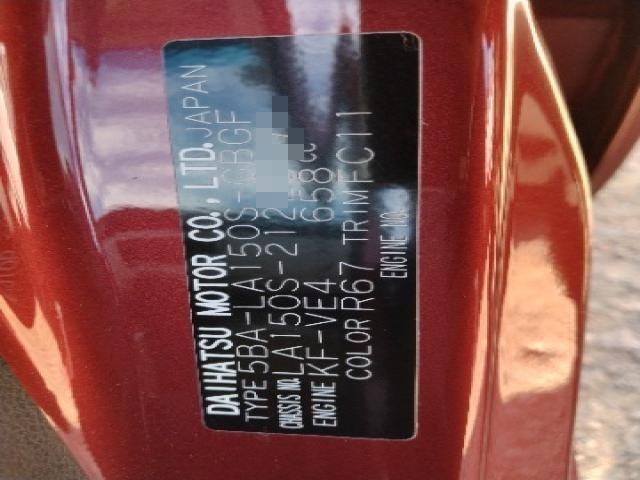 DAIHATSU MOTOR CO., LTD. JAPAN
TYPE 5BA-LA150S-GBGF
CHASSIS NO. LA150S-212
ENGINE KF-VE4 658 cc
COLOR R67 TRIM FC11
ENGINE NO.